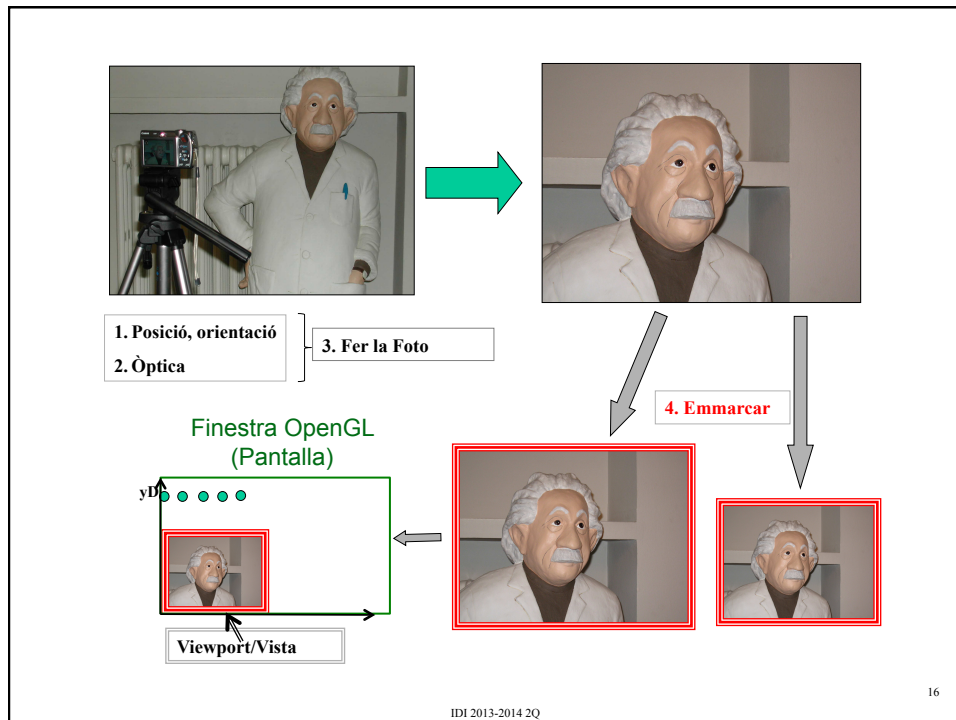 1. Posició, orientació
2. Òptica
3. Fer la Foto
4. Emmarcar
Finestra OpenGL
(Pantalla)
yD
Viewport/Vista
16
IDI 2013-2014 2Q